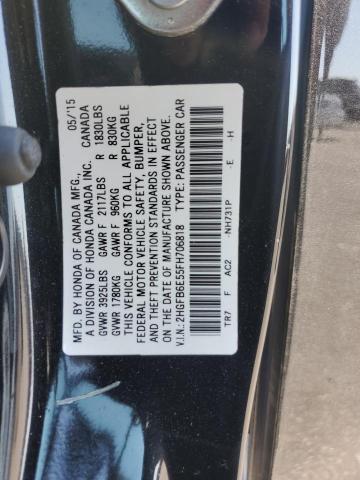 MFD. BY HONDA OF CANADA MFG., 05/15
A DIVISION OF HONDA CANADA INC. CANADA
GVWR 3925LBS GAWR F 2117LBS R 1830LBS
GVWR 1780KG GAWR F 960KG R 830KG
THIS VEHICLE CONFORMS TO ALL APPLICABLE
FEDERAL MOTOR VEHICLE SAFETY, BUMPER,
AND THEFT PREVENTION STANDARDS IN EFFECT
ON THE DATE OF MANUFACTURE SHOWN ABOVE.
V.I.N.: 2HGFB6E55FH706818 TYPE: PASSENGER CAR
TR7 F AC2 -NH731P -E -H